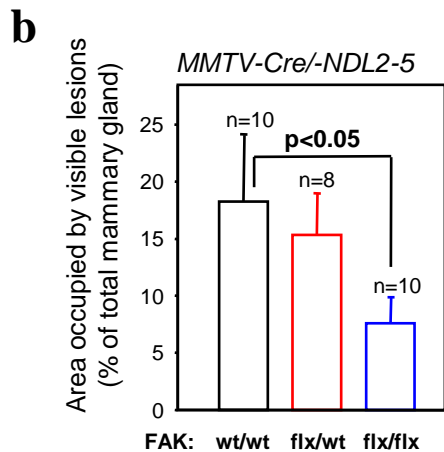 b
MMTV-Cre/-NDL2-5
Area occupied by visible lesions
(% of total mammary gland)
25
20
15
10
5
0
n=10
p<0.05
n=8
n=10
FAK: wt/wt flx/wt flx/flx